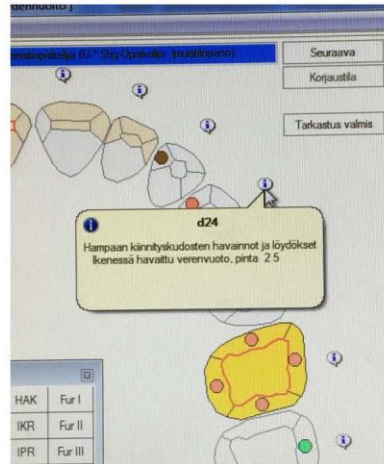 Seuraava
Korjaustila
Tarkastus valmis
d24
Hampaan kiinnityskudosten havainnot ja löydökset
Ikenessä havaittu verenvuoto, pinta 2 5
HAK Fur I
IKR Fur II
IPR Fur III